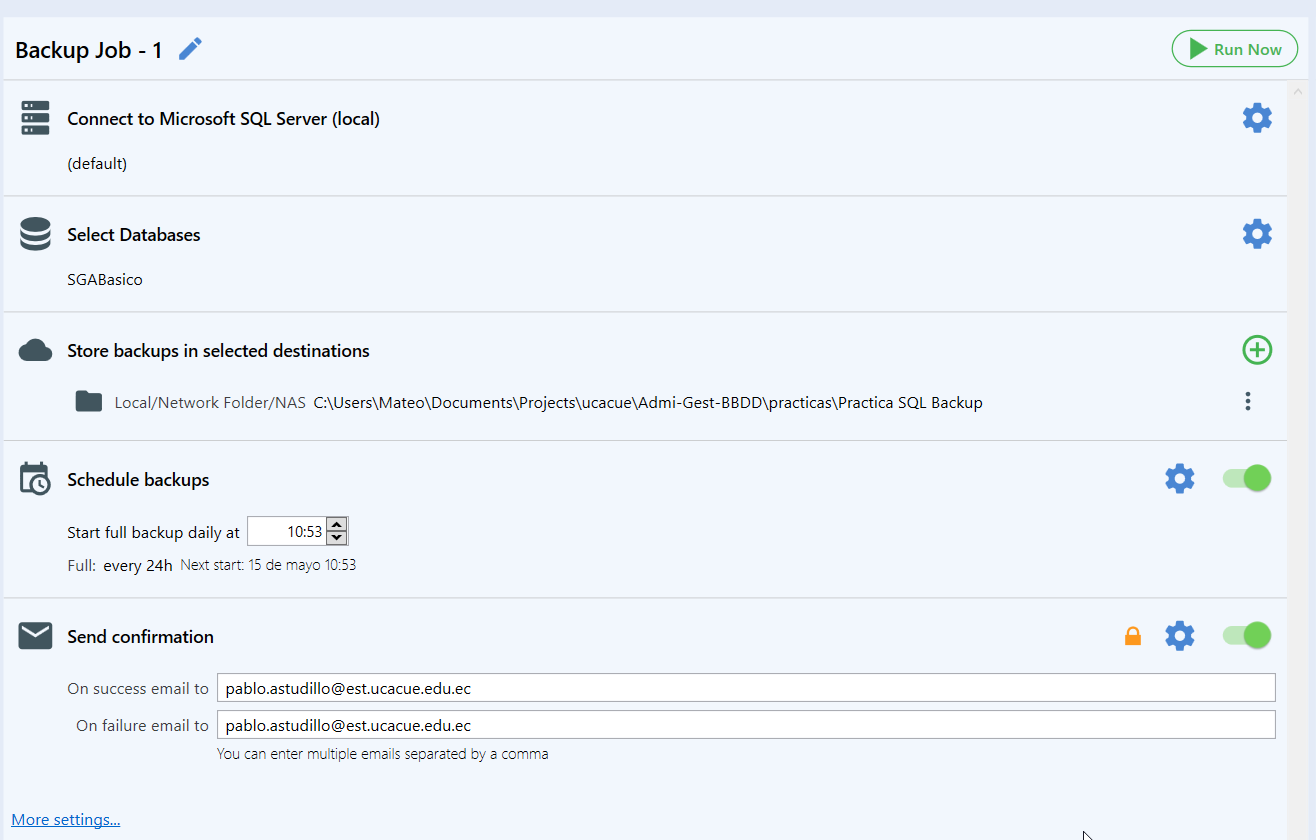 Backup Job - 1
Run Now
Connect to Microsoft SQL Server (local)
(default)
Select Databases
SGABasico
Store backups in selected destinations
Local/Network Folder/NAS C:\Users\Mateo\Documents\Projects\ucacue\Admi-Gest-BBDD\practicas\Practica SQL Backup
Schedule backups
Start full backup daily at 10:53
Full: every 24h Next start: 15 de mayo 10:53
Send confirmation
On success email to pablo.astudillo@est.ucacue.edu.ec
On failure email to pablo.astudillo@est.ucacue.edu.ec
You can enter multiple emails separated by a comma
More settings...